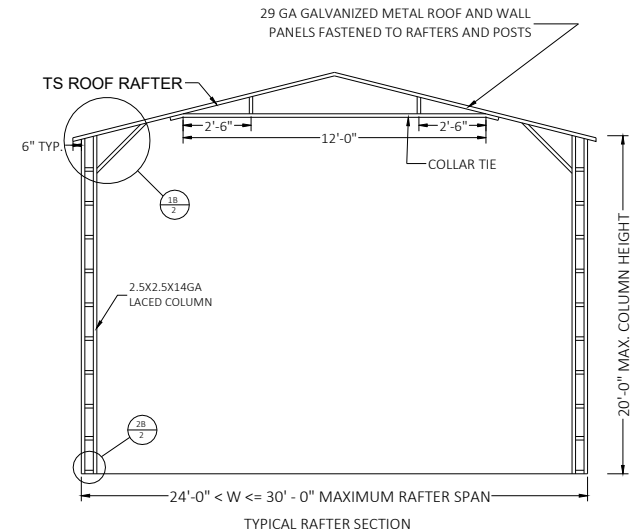 29 GA GALVANIZED METAL ROOF AND WALL
PANELS FASTENED TO RAFTERS AND POSTS
TS ROOF RAFTER
2'-6"
2'-6"
12'-0"
6" TYP.
COLLAR TIE
1B
2
2.5X2.5X14GA
LACED COLUMN
20'-0" MAX. COLUMN HEIGHT
2B
2
24'-0" < W <= 30' - 0" MAXIMUM RAFTER SPAN
TYPICAL RAFTER SECTION